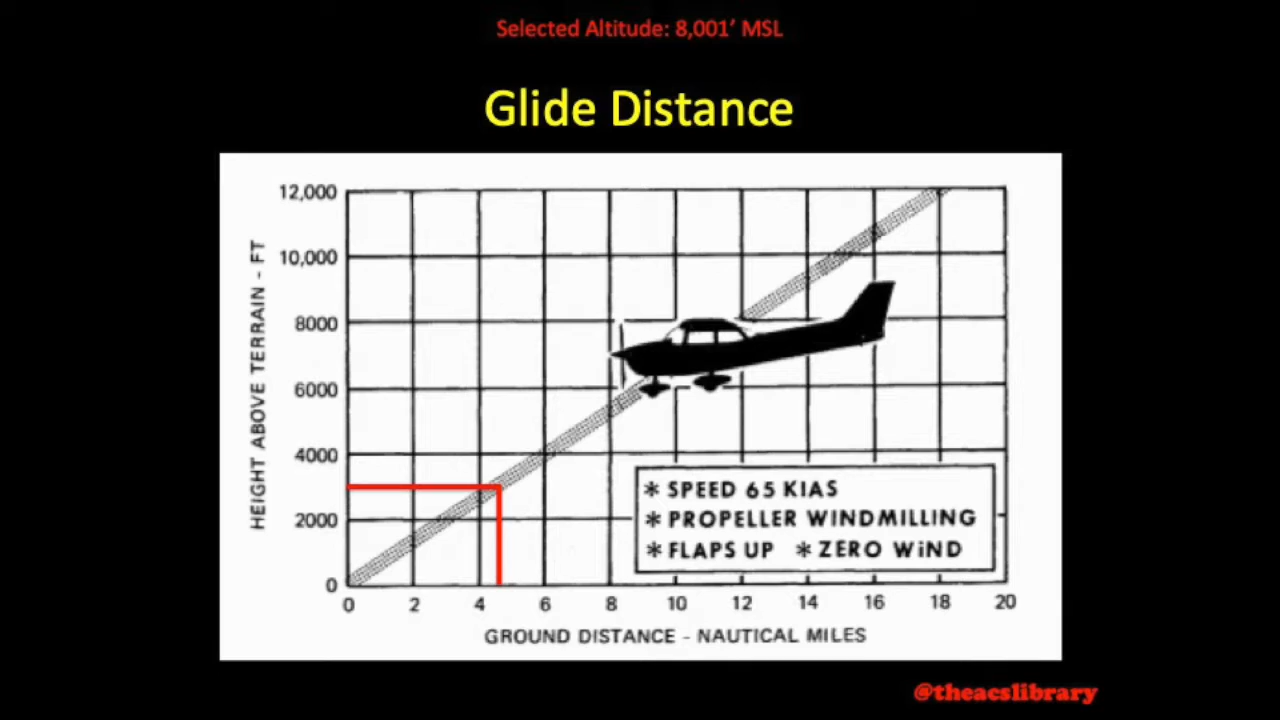 Selected Altitude: 8,001’ MSL
Glide Distance
12,000
10,000
8000
6000
4000
2000
0
HEIGHT ABOVE TERRAIN - FT
* SPEED 65 KIAS
* PROPELLER WINDMILLING
* FLAPS UP * ZERO WiND
0 2 4 6 8 10 12 14 16 18 20
GROUND DISTANCE - NAUTICAL MILES
@theacslibrary